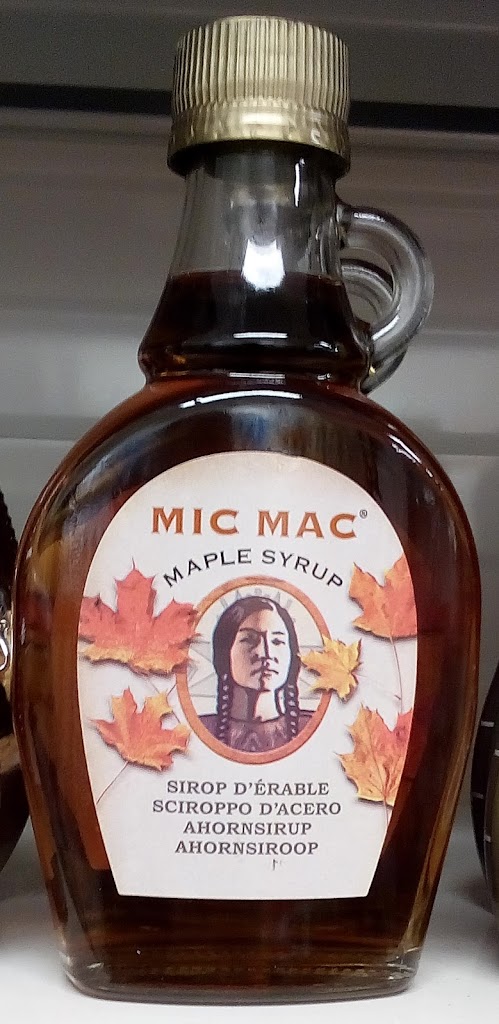 MIC MAC®
MAPLE SYRUP
SIROP D'ÉRABLE
SCIROPPO D'ACERO
AHORNSIRUP
AHORNSIROOP